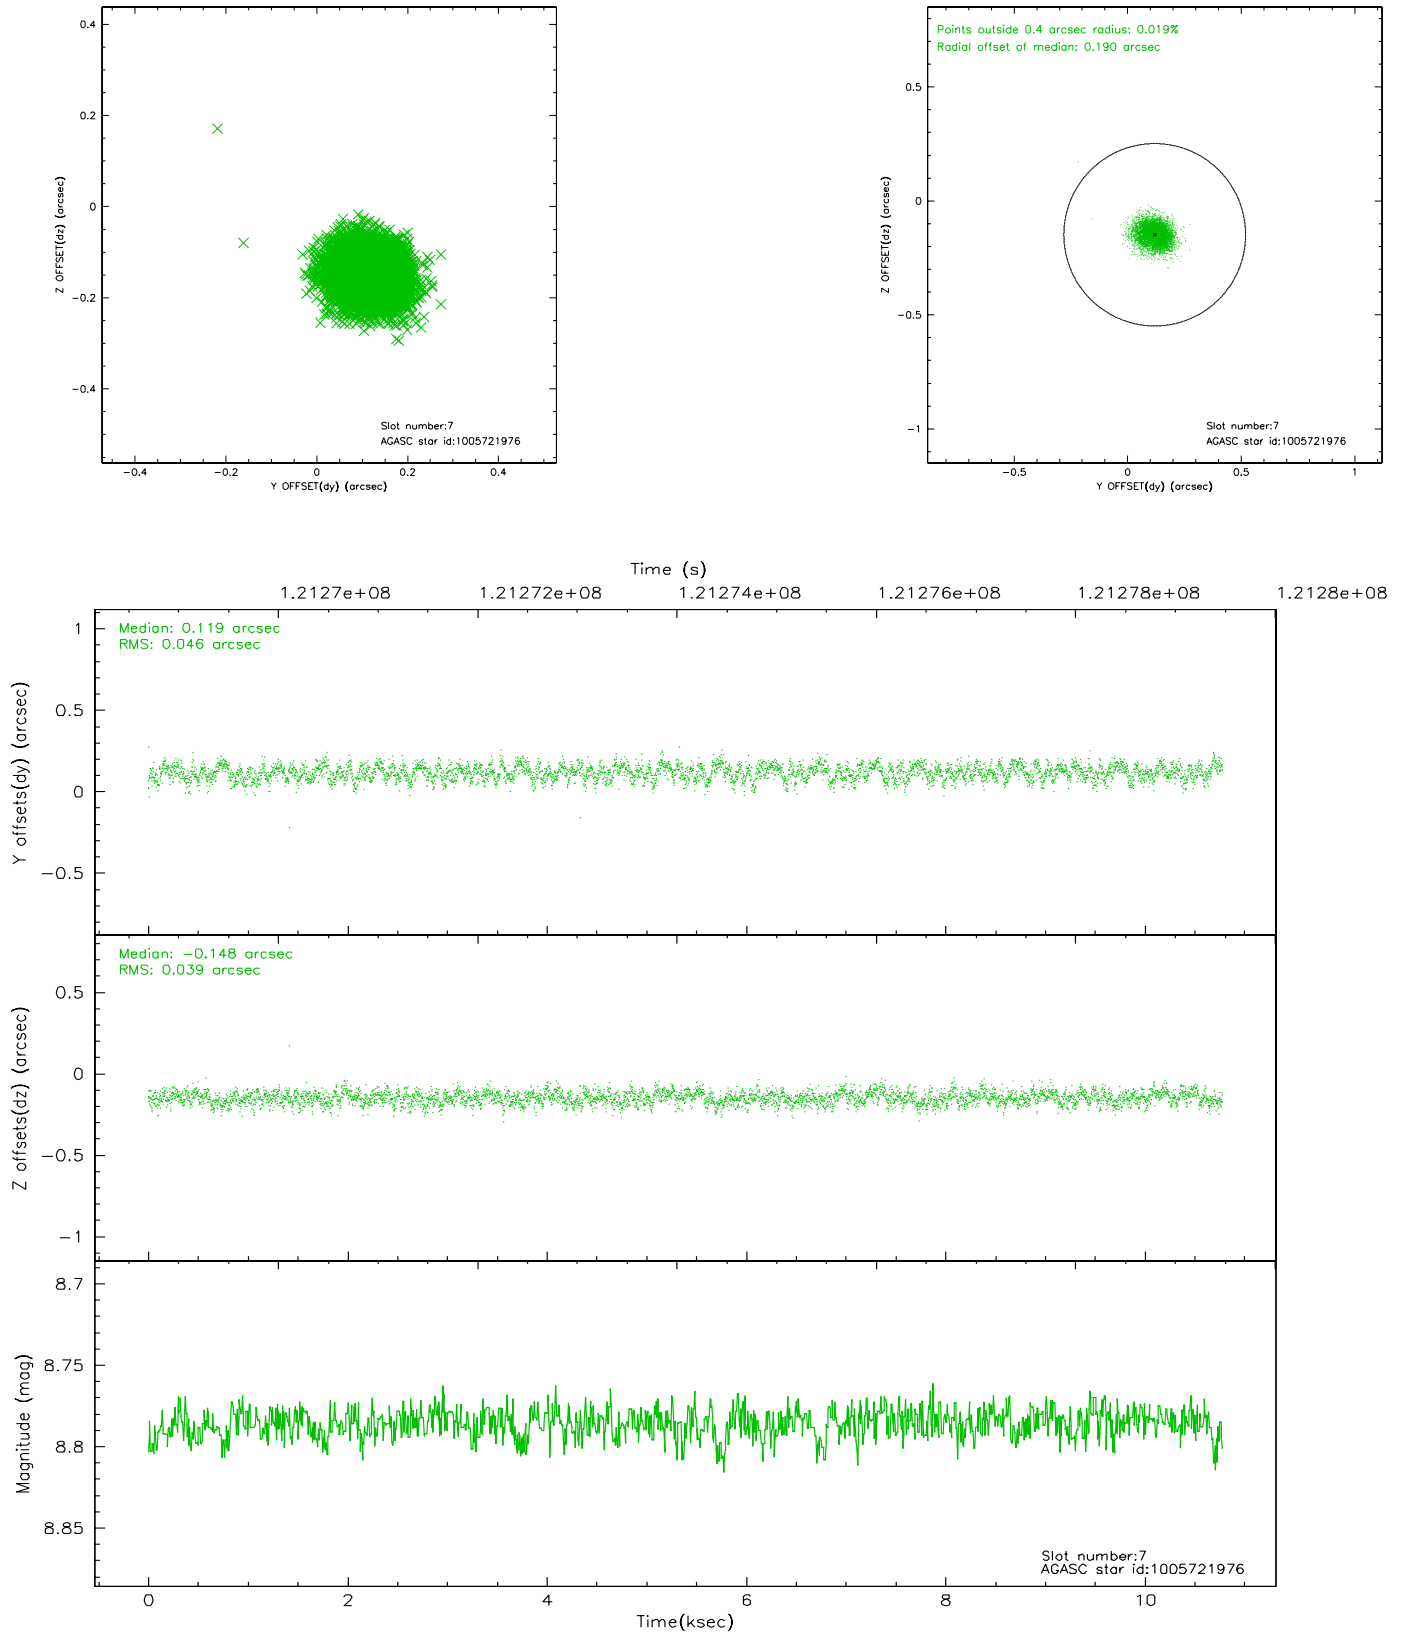 0.4
0.2
0
−0.2
−0.4
Z OFFSET(dz) (arcsec)
Slot number:7
AGASC star id:1005721976
−0.4 −0.2 0 0.2 0.4
Y OFFSET(dy) (arcsec)
Points outside 0.4 arcsec radius: 0.019%
Radial offset of median: 0.190 arcsec
0.5
0
−0.5
−1
Z OFFSET(dz) (arcsec)
Slot number:7
AGASC star id:1005721976
−0.5 0 0.5 1
Y OFFSET(dy) (arcsec)
Time (s)
1.2127e+08 1.21272e+08 1.21274e+08 1.21276e+08 1.21278e+08 1.2128e+08
Median: 0.119 arcsec
RMS: 0.046 arcsec
1
0.5
0
−0.5
Y offsets(dy) (arcsec)
Median: −0.148 arcsec
RMS: 0.039 arcsec
0.5
0
−0.5
−1
Z offsets(dz) (arcsec)
8.7
8.75
8.8
8.85
Magnitude (mag)
Slot number:7
AGASC star id:1005721976
0 2 4 6 8 10
Time(ksec)